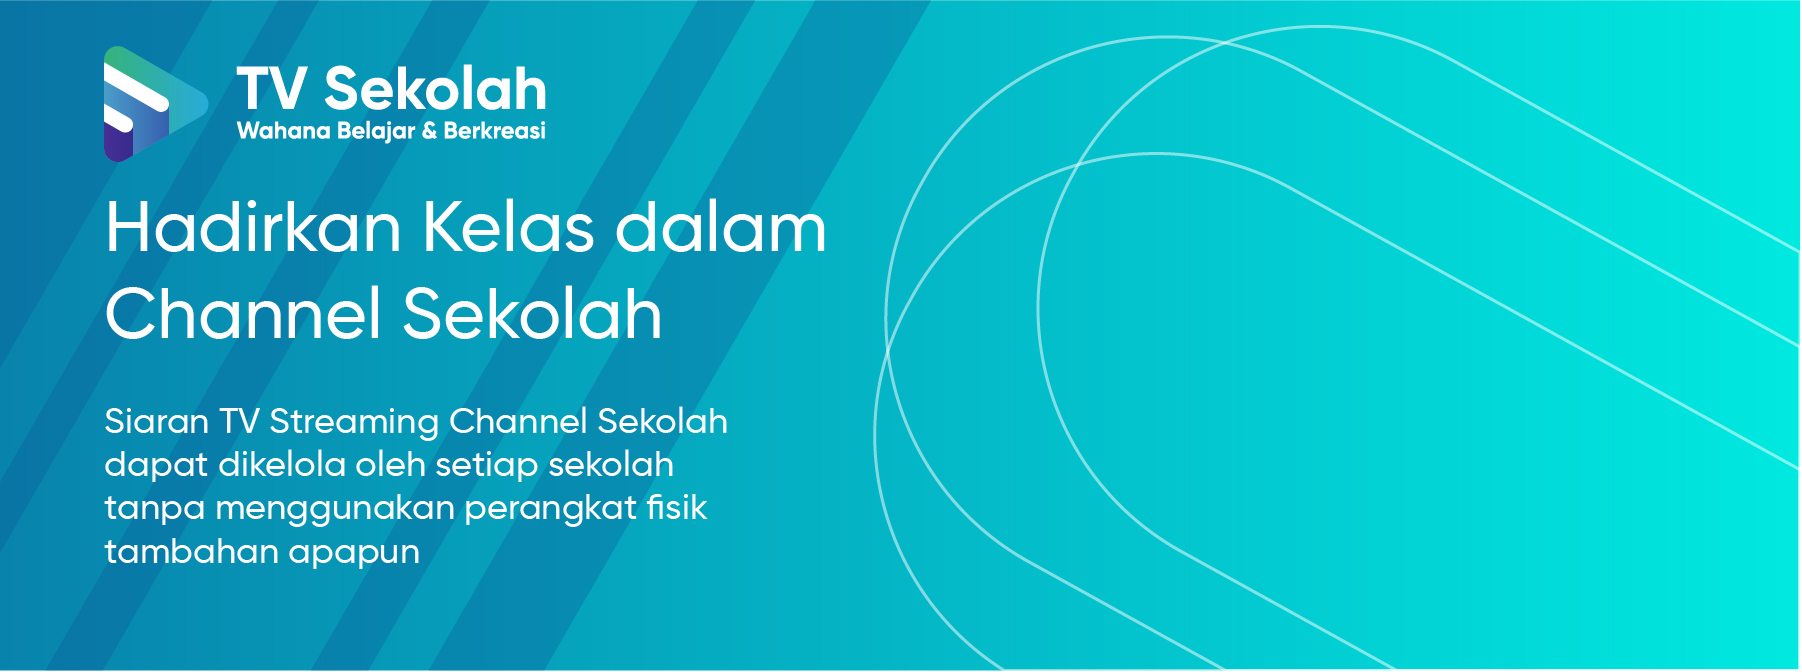 TV Sekolah
Wahana Belajar & Berkreasi
Hadirkan Kelas dalam
Channel Sekolah
Siaran TV Streaming Channel Sekolah
dapat dikelola oleh setiap sekolah
tanpa menggunakan perangkat fisik
tambahan apapun